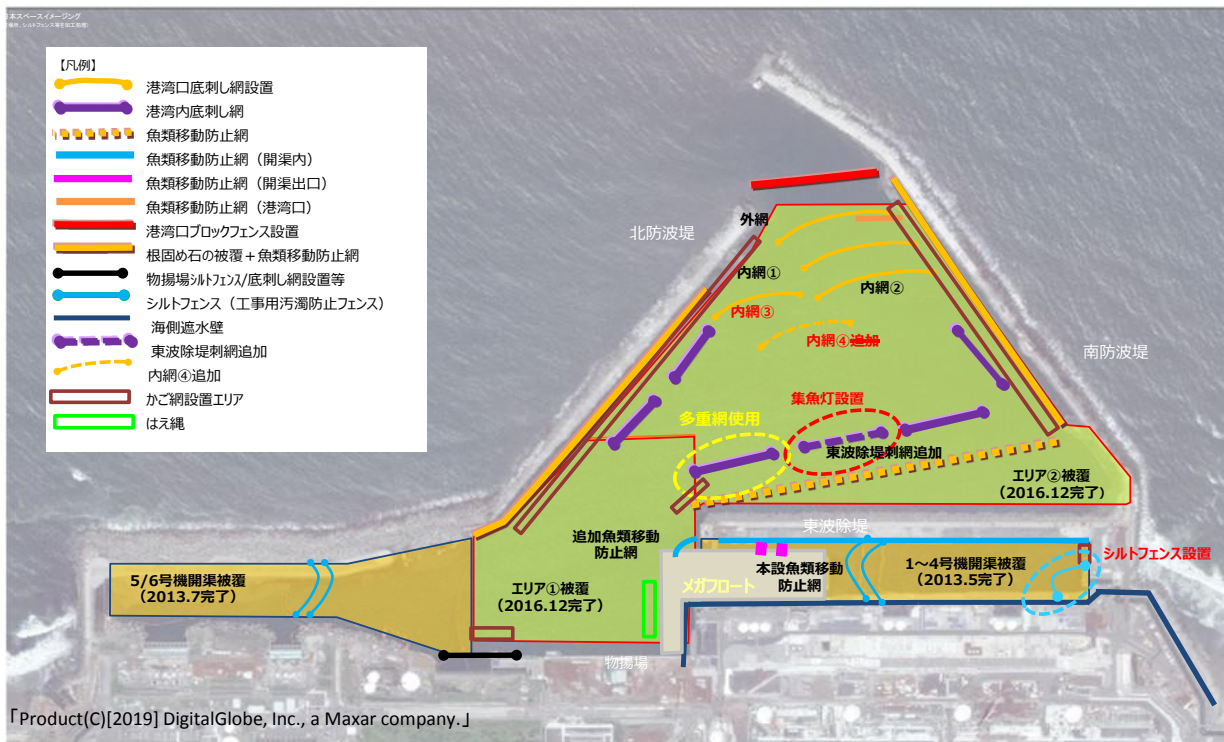 本スペースイメージング
【凡例】
港湾口底刺し網設置
港湾内底刺し網
魚類移動防止網
魚類移動防止網（開渠内）
魚類移動防止網（開渠出口）
魚類移動防止網（港湾口）
港湾口ブロックフェンス設置
根固め石の被覆＋魚類移動防止網
物揚場ｼﾙﾄﾌｪﾝｽ/底刺し網設置等
シルトフェンス（工事用汚濁防止フェンス）
海側遮水壁
東波除堤刺網追加
内網④追加
かご網設置エリア
はえ縄
北防波堤
外網
内網①
内網②
内網③
内網④追加
南防波堤
多重網使用
集魚灯設置
東波除堤刺網追加
エリア②被覆
（2016.12完了）
東波除堤
追加魚類移動
防止網
シルトフェンス設置
5/6号機開渠被覆
（2013.7完了）
エリア①被覆
（2016.12完了）
メガフロート
本設魚類移動
防止網
1～4号機開渠被覆
（2013.5完了）
物揚場
「Product(C)[2019] DigitalGlobe, Inc., a Maxar company.」